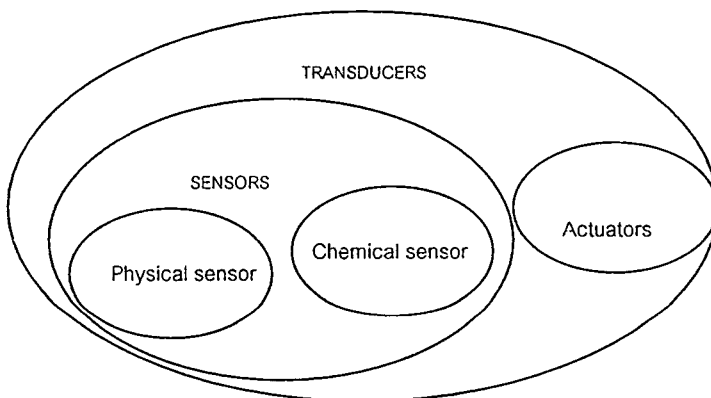 TRANSDUCERS
SENSORS
Physical sensor
Chemical sensor
Actuators